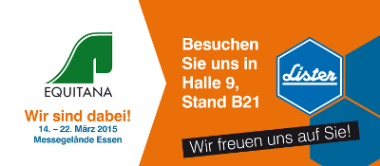 EQUITANA
Wir sind dabei!
14. – 22. März 2015
Messegelände Essen
Besuchen
Sie uns in
Halle 9,
Stand B21
Lister
Wir freuen uns auf Sie!